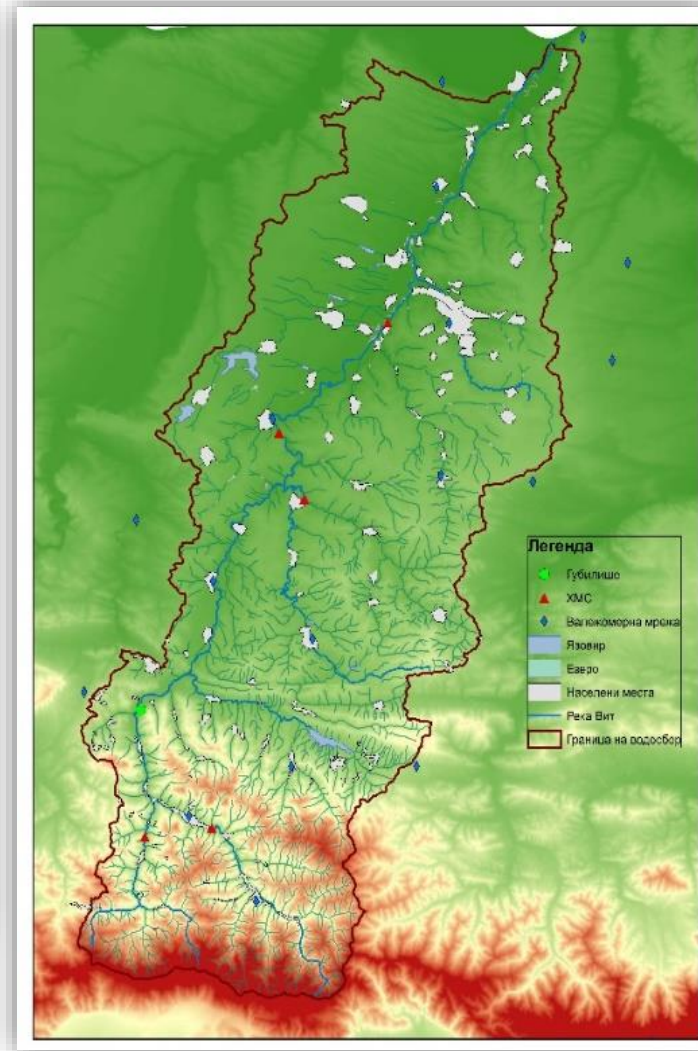 Легенда
Губилище
ХМС
Валежомерна мрежа
Язовир
Езеро
Населени места
Река Вит
Граница на водосбор